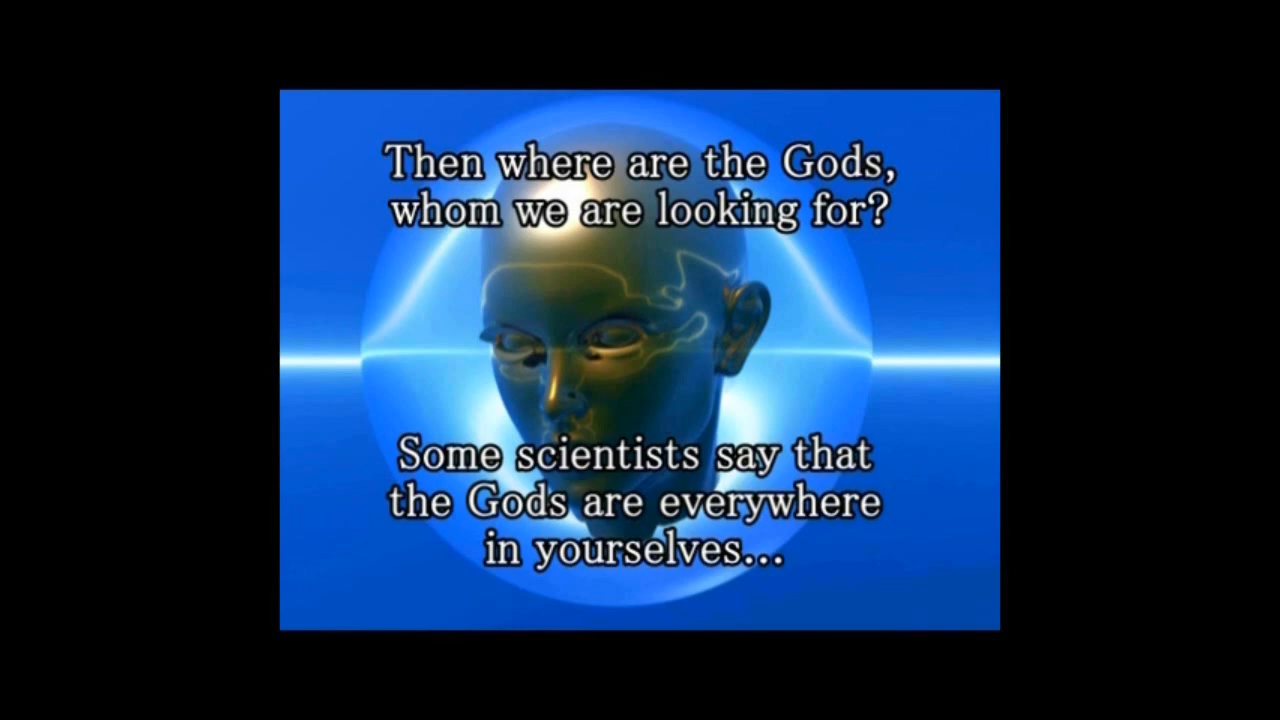 Then where are the Gods,
whom we are looking for?
Some scientists say that
the Gods are everywhere
in yourselves...